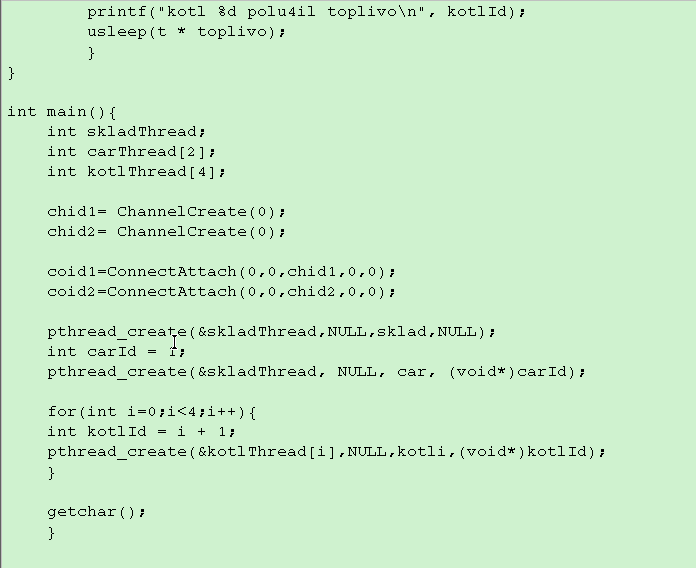 printf("kotl %d polu4il toplivo\n", kotlId);
usleep(t * toplivo);
}
}
int main(){
int skladThread;
int carThread[2];
int kotlThread[4];
chid1= ChannelCreate(0);
chid2= ChannelCreate(0);
coid1=ConnectAttach(0,0,chid1,0,0);
coid2=ConnectAttach(0,0,chid2,0,0);
pthread_create(&skladThread,NULL,sklad,NULL);
int carId = 1;
pthread_create(&skladThread, NULL, car, (void*)carId);
for(int i=0;i<4;i++){
int kotlId = i + 1;
pthread_create(&kotlThread[i],NULL,kotli,(void*)kotlId);
}
getchar();
}